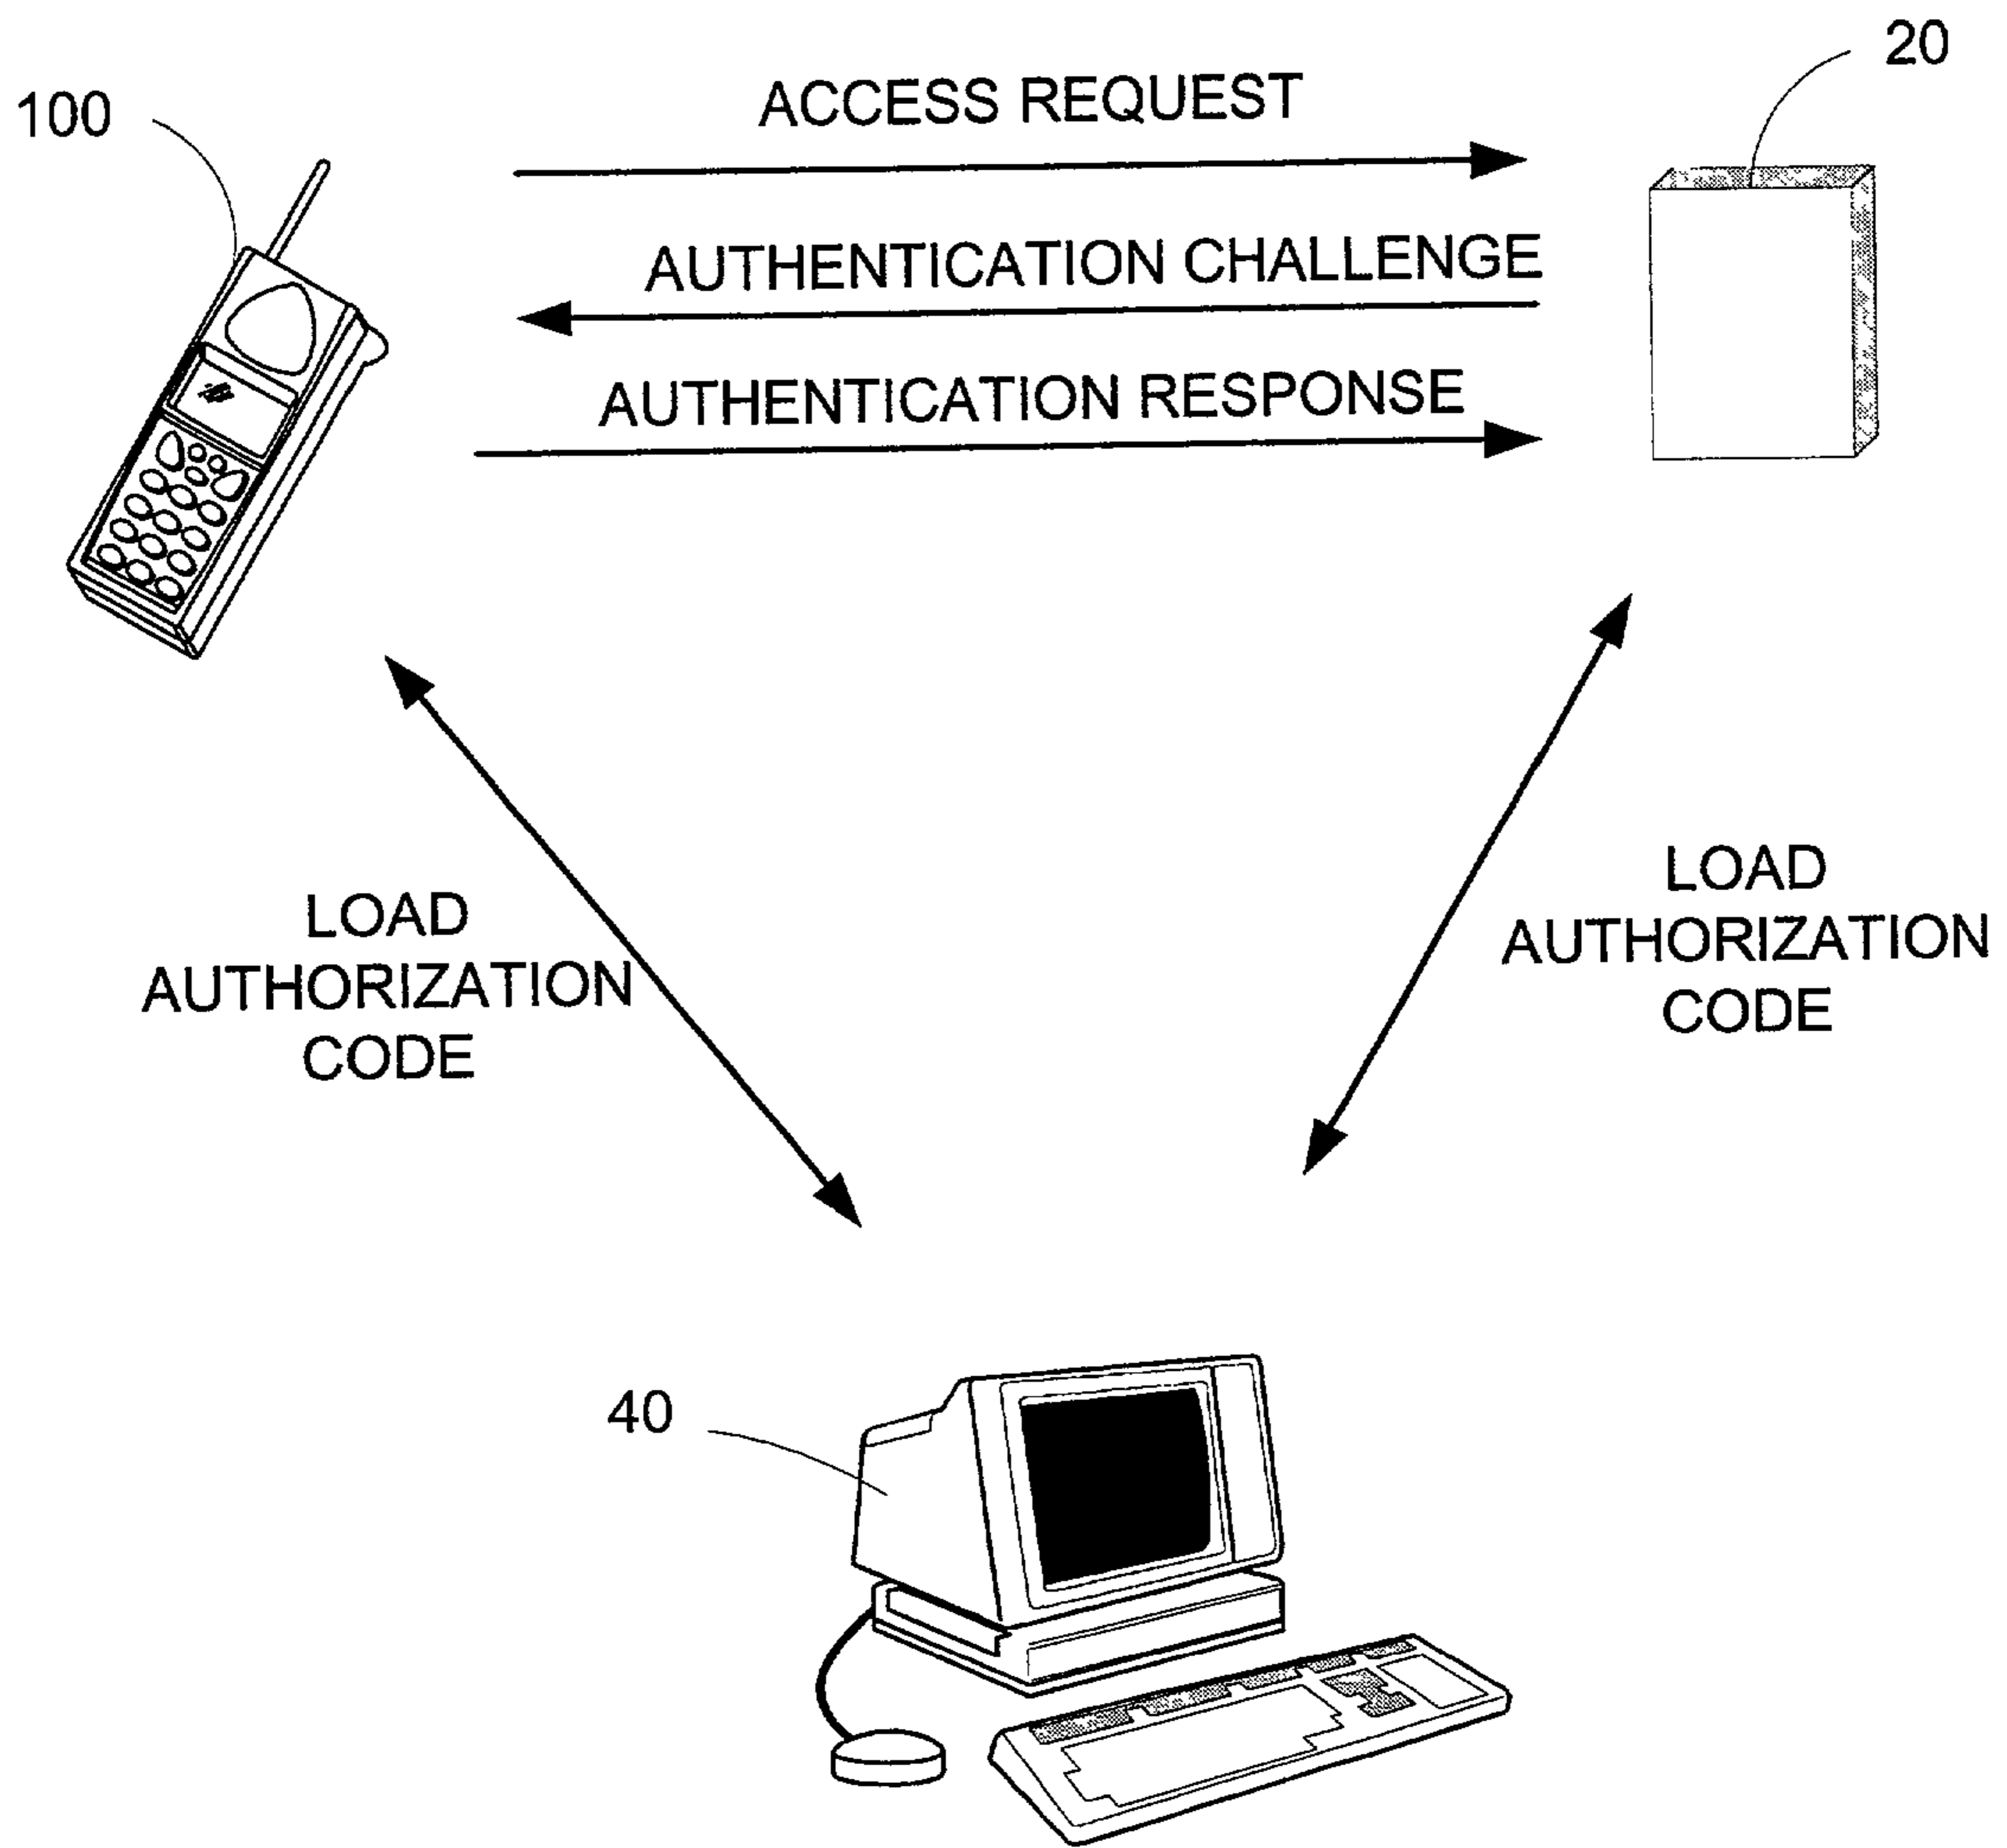 20
100
ACCESS REQUEST
AUTHENTICATION CHALLENGE
AUTHENTICATION RESPONSE
LOAD
AUTHORIZATION
CODE
LOAD
AUTHORIZATION
CODE
40